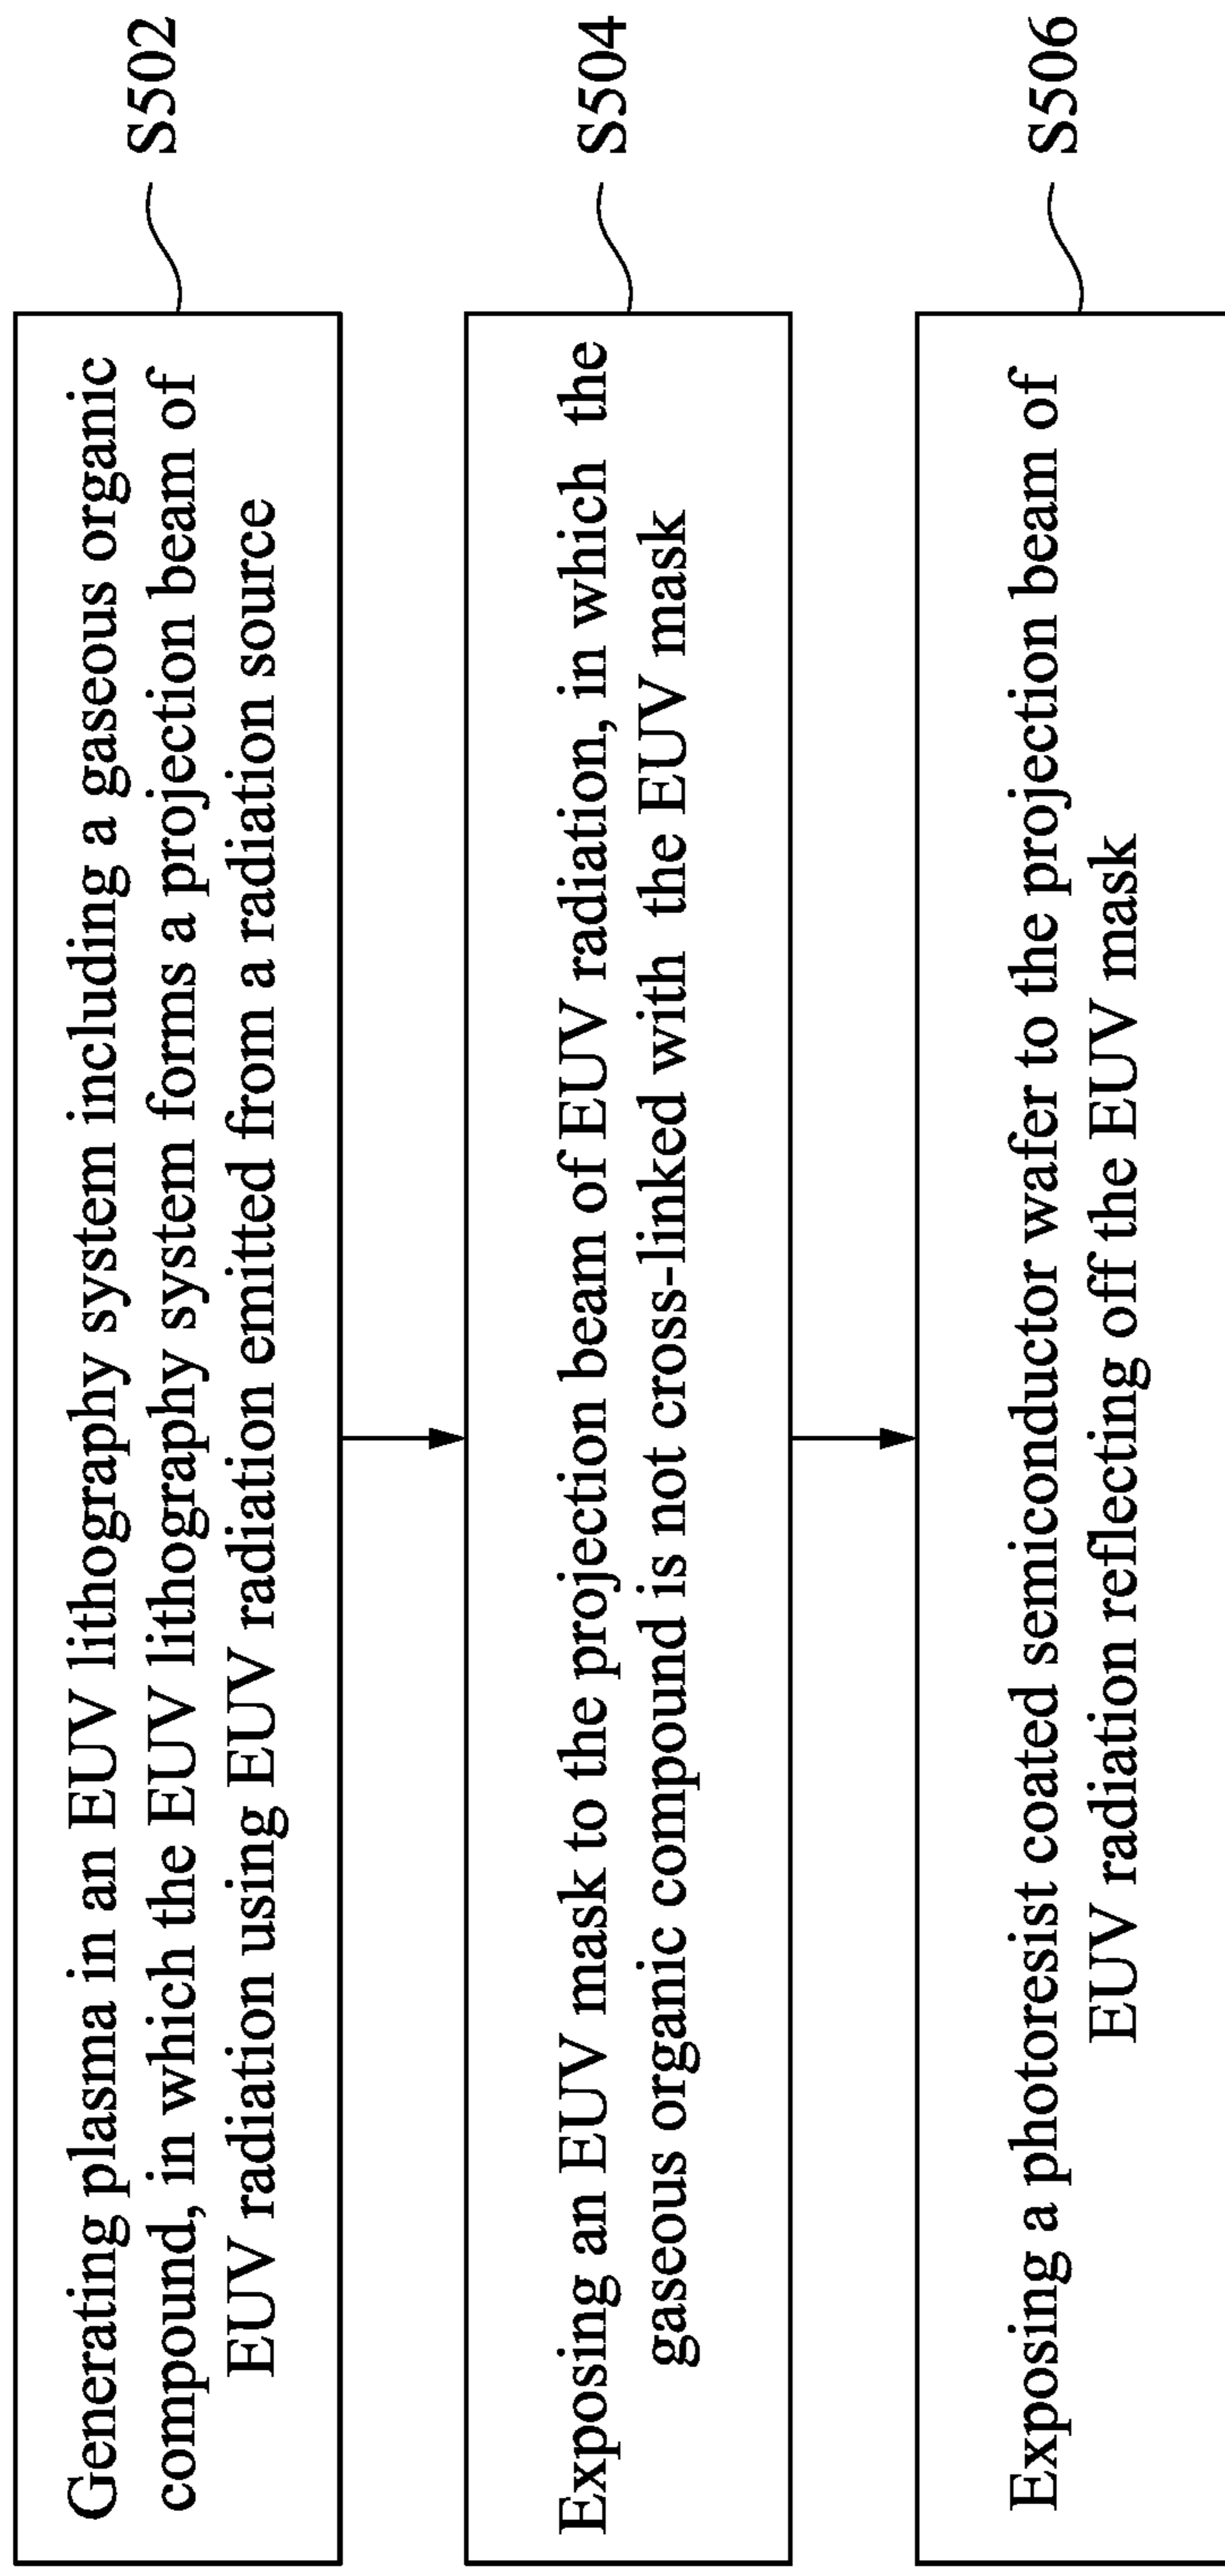 Generating plasma in an EUV lithography system including a gaseous organic
compound, in which the EUV lithography system forms a projection beam of
EUV radiation using EUV radiation emitted from a radiation source
S502
Exposing an EUV mask to the projection beam of EUV radiation, in which the
gaseous organic compound is not cross-linked with the EUV mask
S504
Exposing a photoresist coated semiconductor wafer to the projection beam of
EUV radiation reflecting off the EUV mask
S506